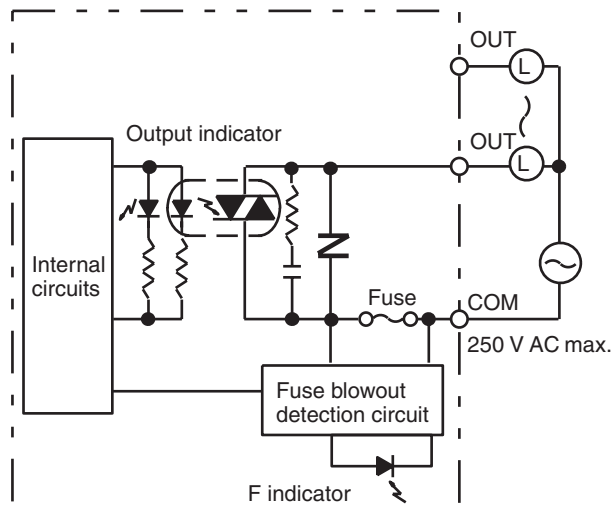 OUT
L
Output indicator
OUT
L
Internal
circuits
Fuse
COM
250 V AC max.
Fuse blowout
detection circuit
F indicator